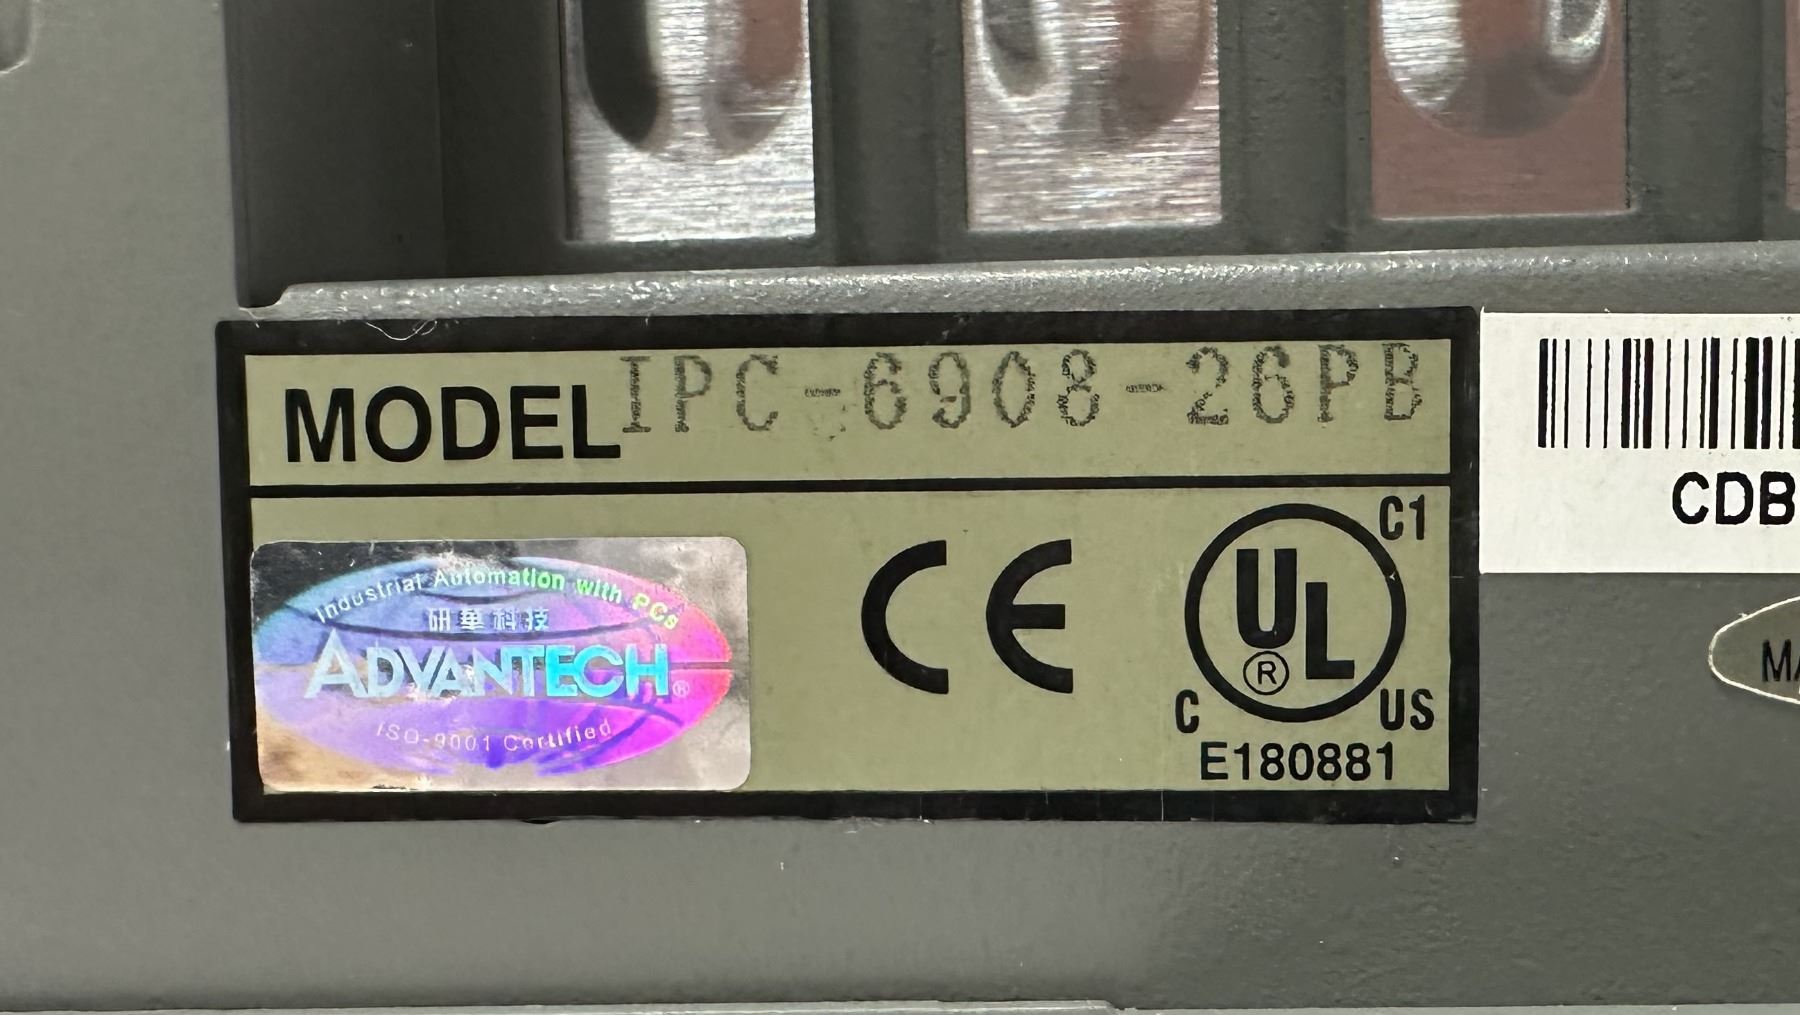 MODEL IPC-6908-26PB
Industrial Automation with PCs
研華科技
ADVANTECH®
ISO-9001 Certified
CE
C1
UL
®
C US
E180881
CDB
MA